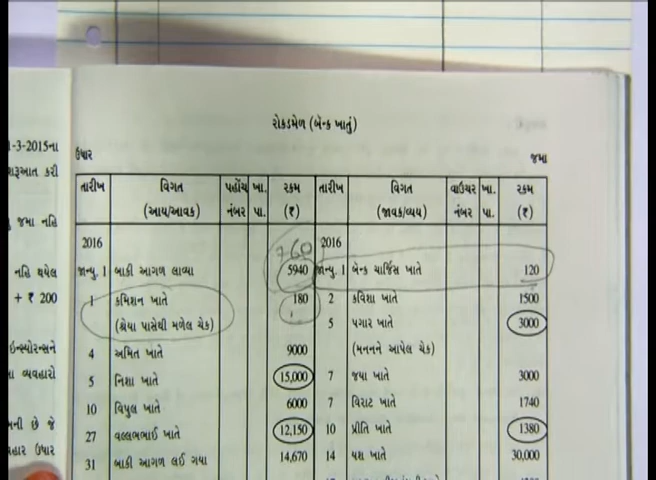 રોકડમેળ (બૅન્ક ખાતું)
ઉધાર જમા
તારીખ વિગત (આય/આવક) પહોંચ નંબર ખા. પા. રકમ (₹) તારીખ વિગત (જાવક/વ્યય) વાઉચર નંબર ખા. પા. રકમ (₹)
2016 760 2016
જાન્યુ. 1 બાકી આગળ લાવ્યા 5940 જાન્યુ. 1 બૅન્ક ચાર્જિસ ખાતે 120
1 કમિશન ખાતે 180 2 કવિશા ખાતે 1500
(શ્રેયા પાસેથી મળેલ ચેક) 5 પગાર ખાતે 3000
4 અમિત ખાતે 9000 (મનનને આપેલ ચેક)
5 નિશા ખાતે 15,000 7 જયા ખાતે 3000
10 વિપુલ ખાતે 6000 7 વિરાટ ખાતે 1740
27 વલ્લભભાઈ ખાતે 12,150 10 પ્રીતિ ખાતે 1380
31 બાકી આગળ લઈ ગયા 14,670 14 યશ ખાતે 30,000
1-3-2015ના
શરૂઆત કરી
જમા નહિ
નહિ થયેલ
+ ₹ 200
ઇન્સ્યોરન્સને
વ્યવહારો
મની છે જે
વહાર ઉધાર